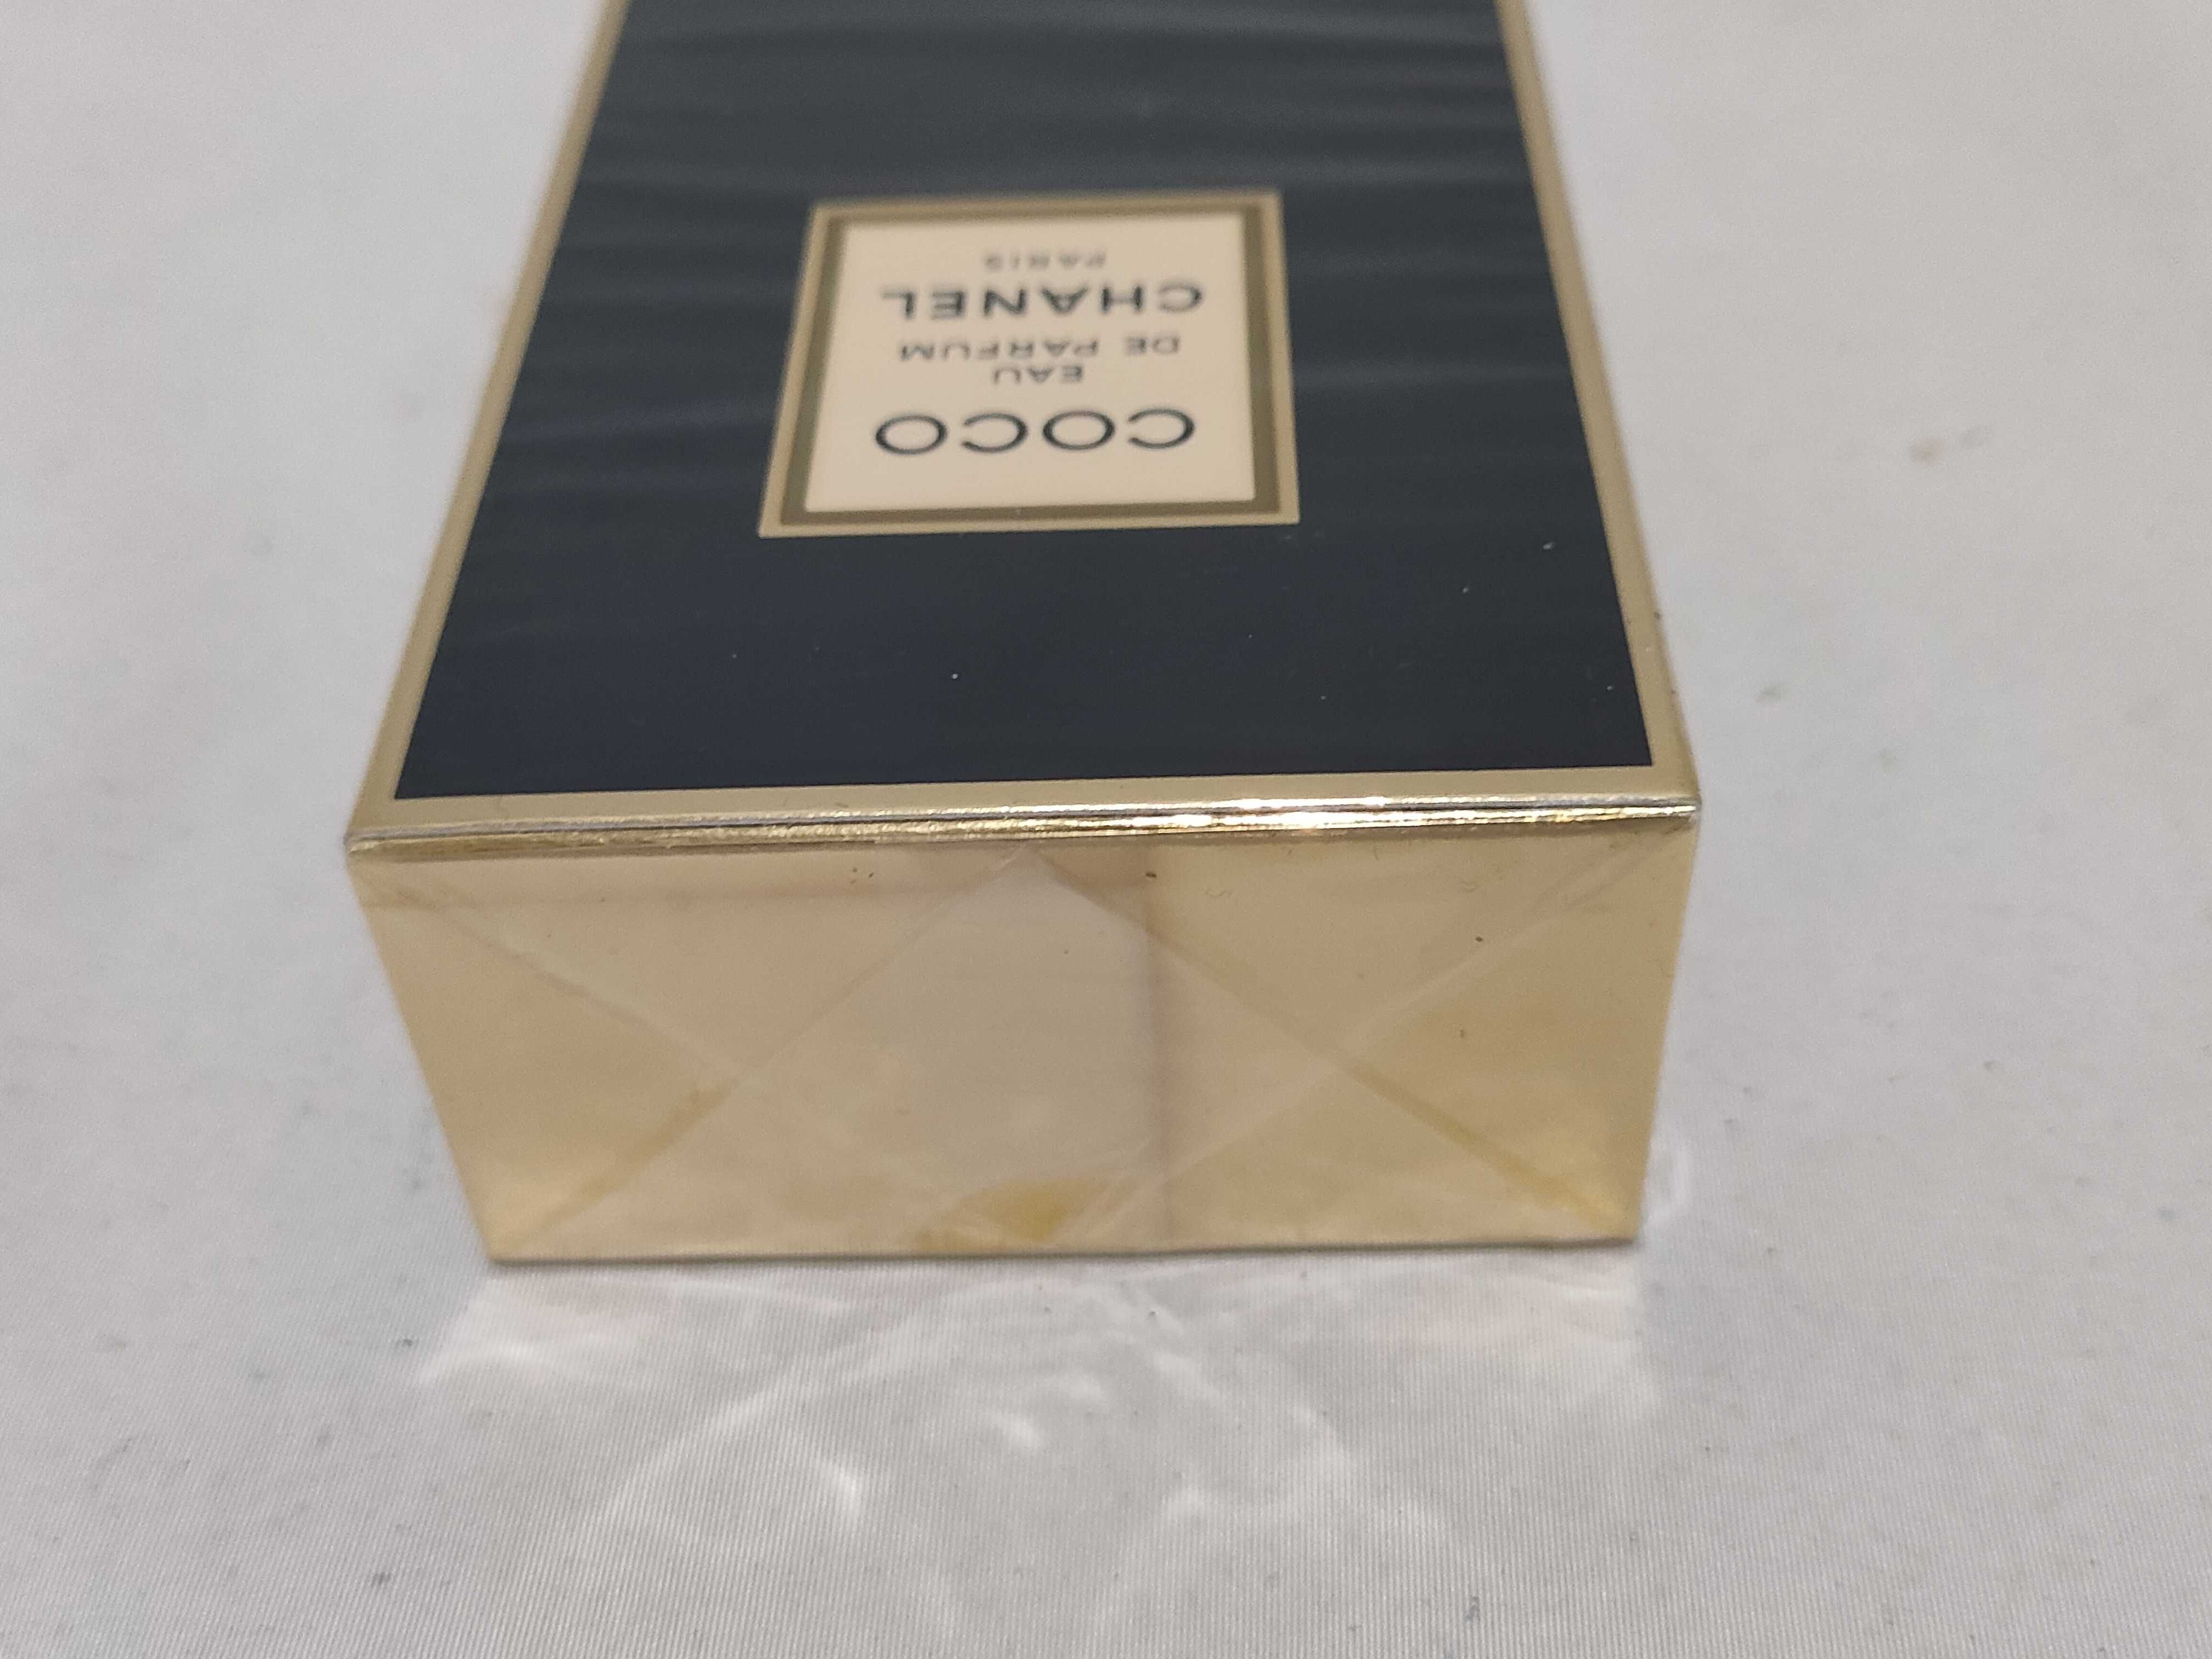 COCO
EAU
DE PARFUM
CHANEL
PARIS